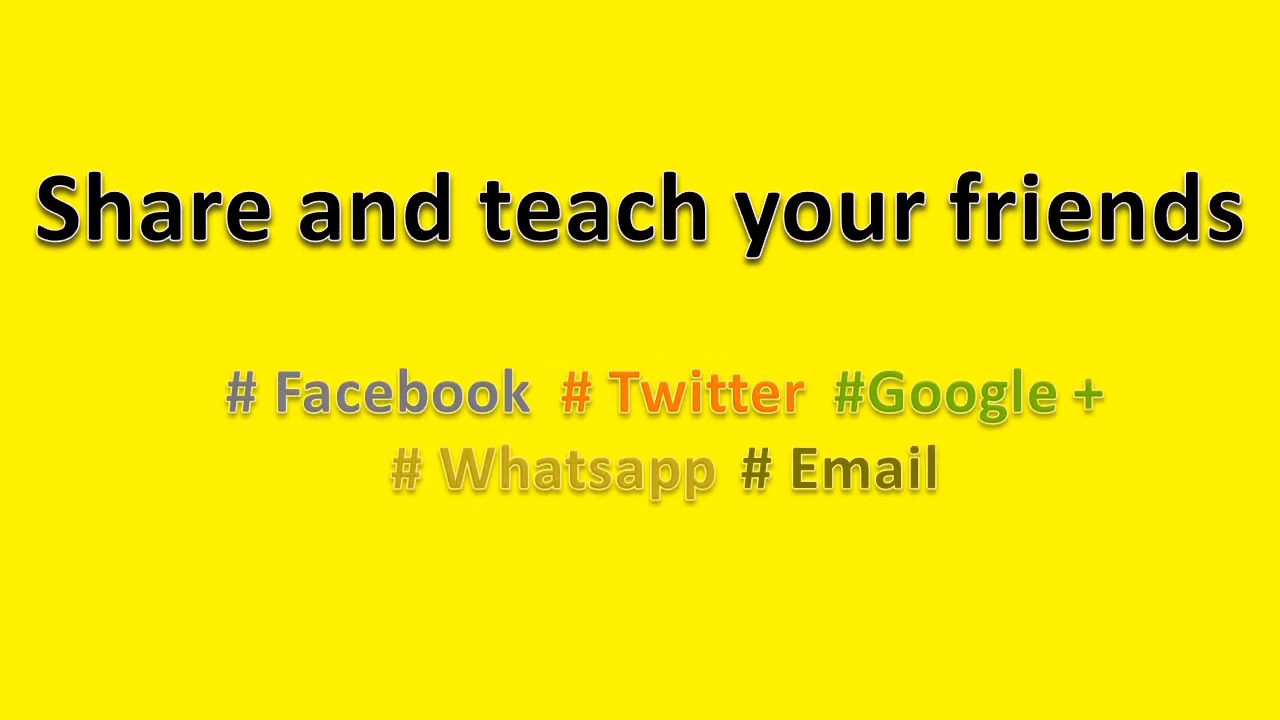 Share and teach your friends
# Facebook # Twitter #Google +
# Whatsapp # Email